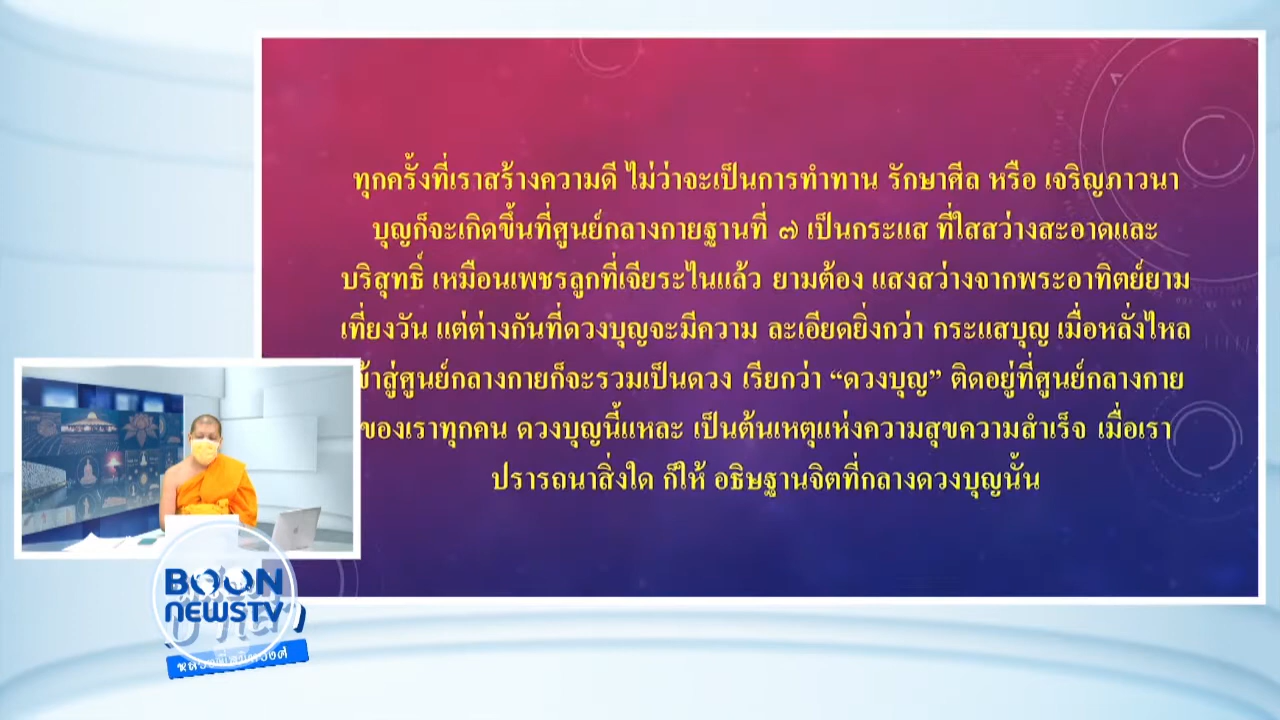 ทุกครั้งที่เราสร้างความดี ไม่ว่าจะเป็นการทำทาน รักษาศีล หรือ เจริญภาวนา
บุญก็จะเกิดขึ้นที่ศูนย์กลางกายฐานที่ ๗ เป็นกระแส ที่ใสสว่างสะอาดและ
บริสุทธิ์ เหมือนเพชรลูกที่เจียระไนแล้ว ยามต้อง แสงสว่างจากพระอาทิตย์ยาม
เที่ยงวัน แต่ต่างกันที่ดวงบุญจะมีความ ละเอียดยิ่งกว่า กระแสบุญ เมื่อหลั่งไหล
ข้าสู่ศูนย์กลางกายก็จะรวมเป็นดวง เรียกว่า “ดวงบุญ” ติดอยู่ที่ศูนย์กลางกาย
ของเราทุกคน ดวงบุญนี้แหละ เป็นต้นเหตุแห่งความสุขความสำเร็จ เมื่อเรา
ปรารถนาสิ่งใด ก็ให้ อธิษฐานจิตที่กลางดวงบุญนั้น
BOON
NEWSTV